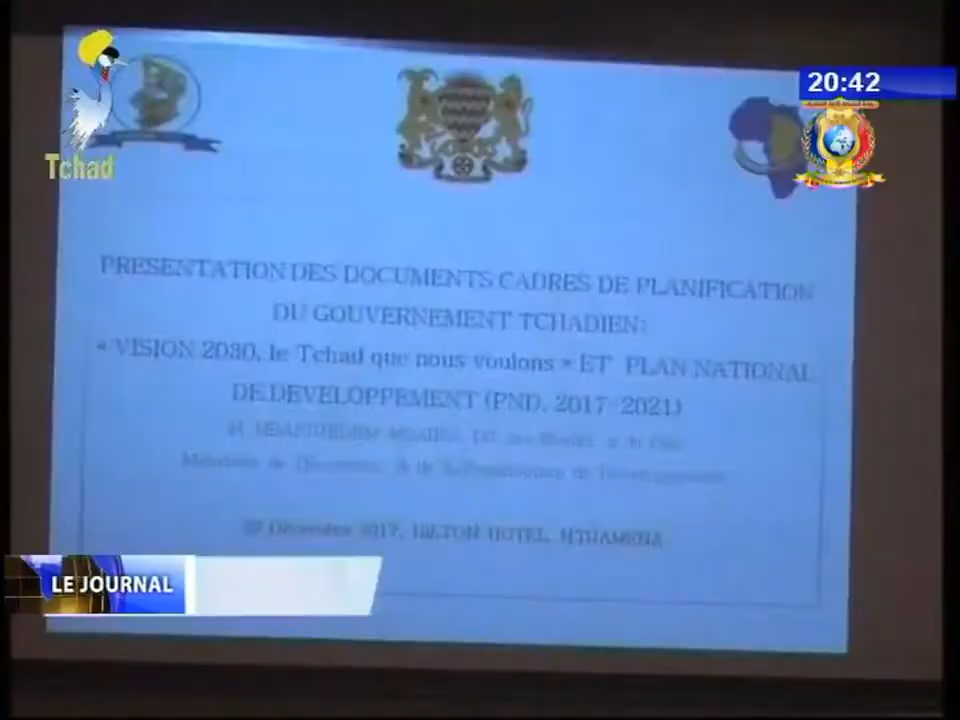 20:42
Tchad
PRESENTATION DES DOCUMENTS CADRES DE PLANIFICATION
DU GOUVERNEMENT TCHADIEN:
« VISION 2030, le Tchad que nous voulons » ET PLAN NATIONAL
DE DEVELOPPEMENT (PND, 2017-2021)
Décembre 2017, HILTON HOTEL, N'DJAMENA
LE JOURNAL